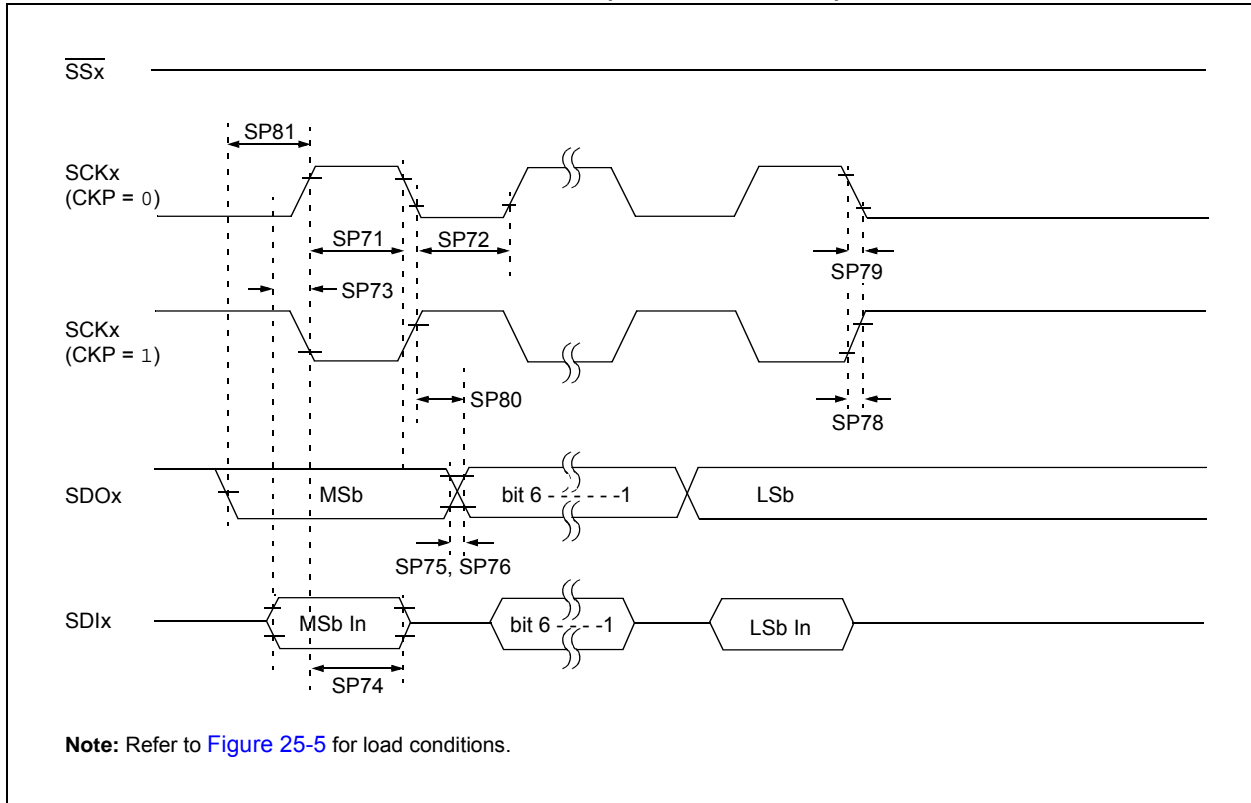 SSx
SP81
SCKx
(CKP = 0)
SP71
SP72
SP79
SP73
SCKx
(CKP = 1)
SP80
SP78
SDOx
MSb
bit 6 - - - - - -1
LSb
SP75, SP76
SDIx
MSb In
bit 6 - - - -1
LSb In
SP74
Note: Refer to Figure 25-5 for load conditions.